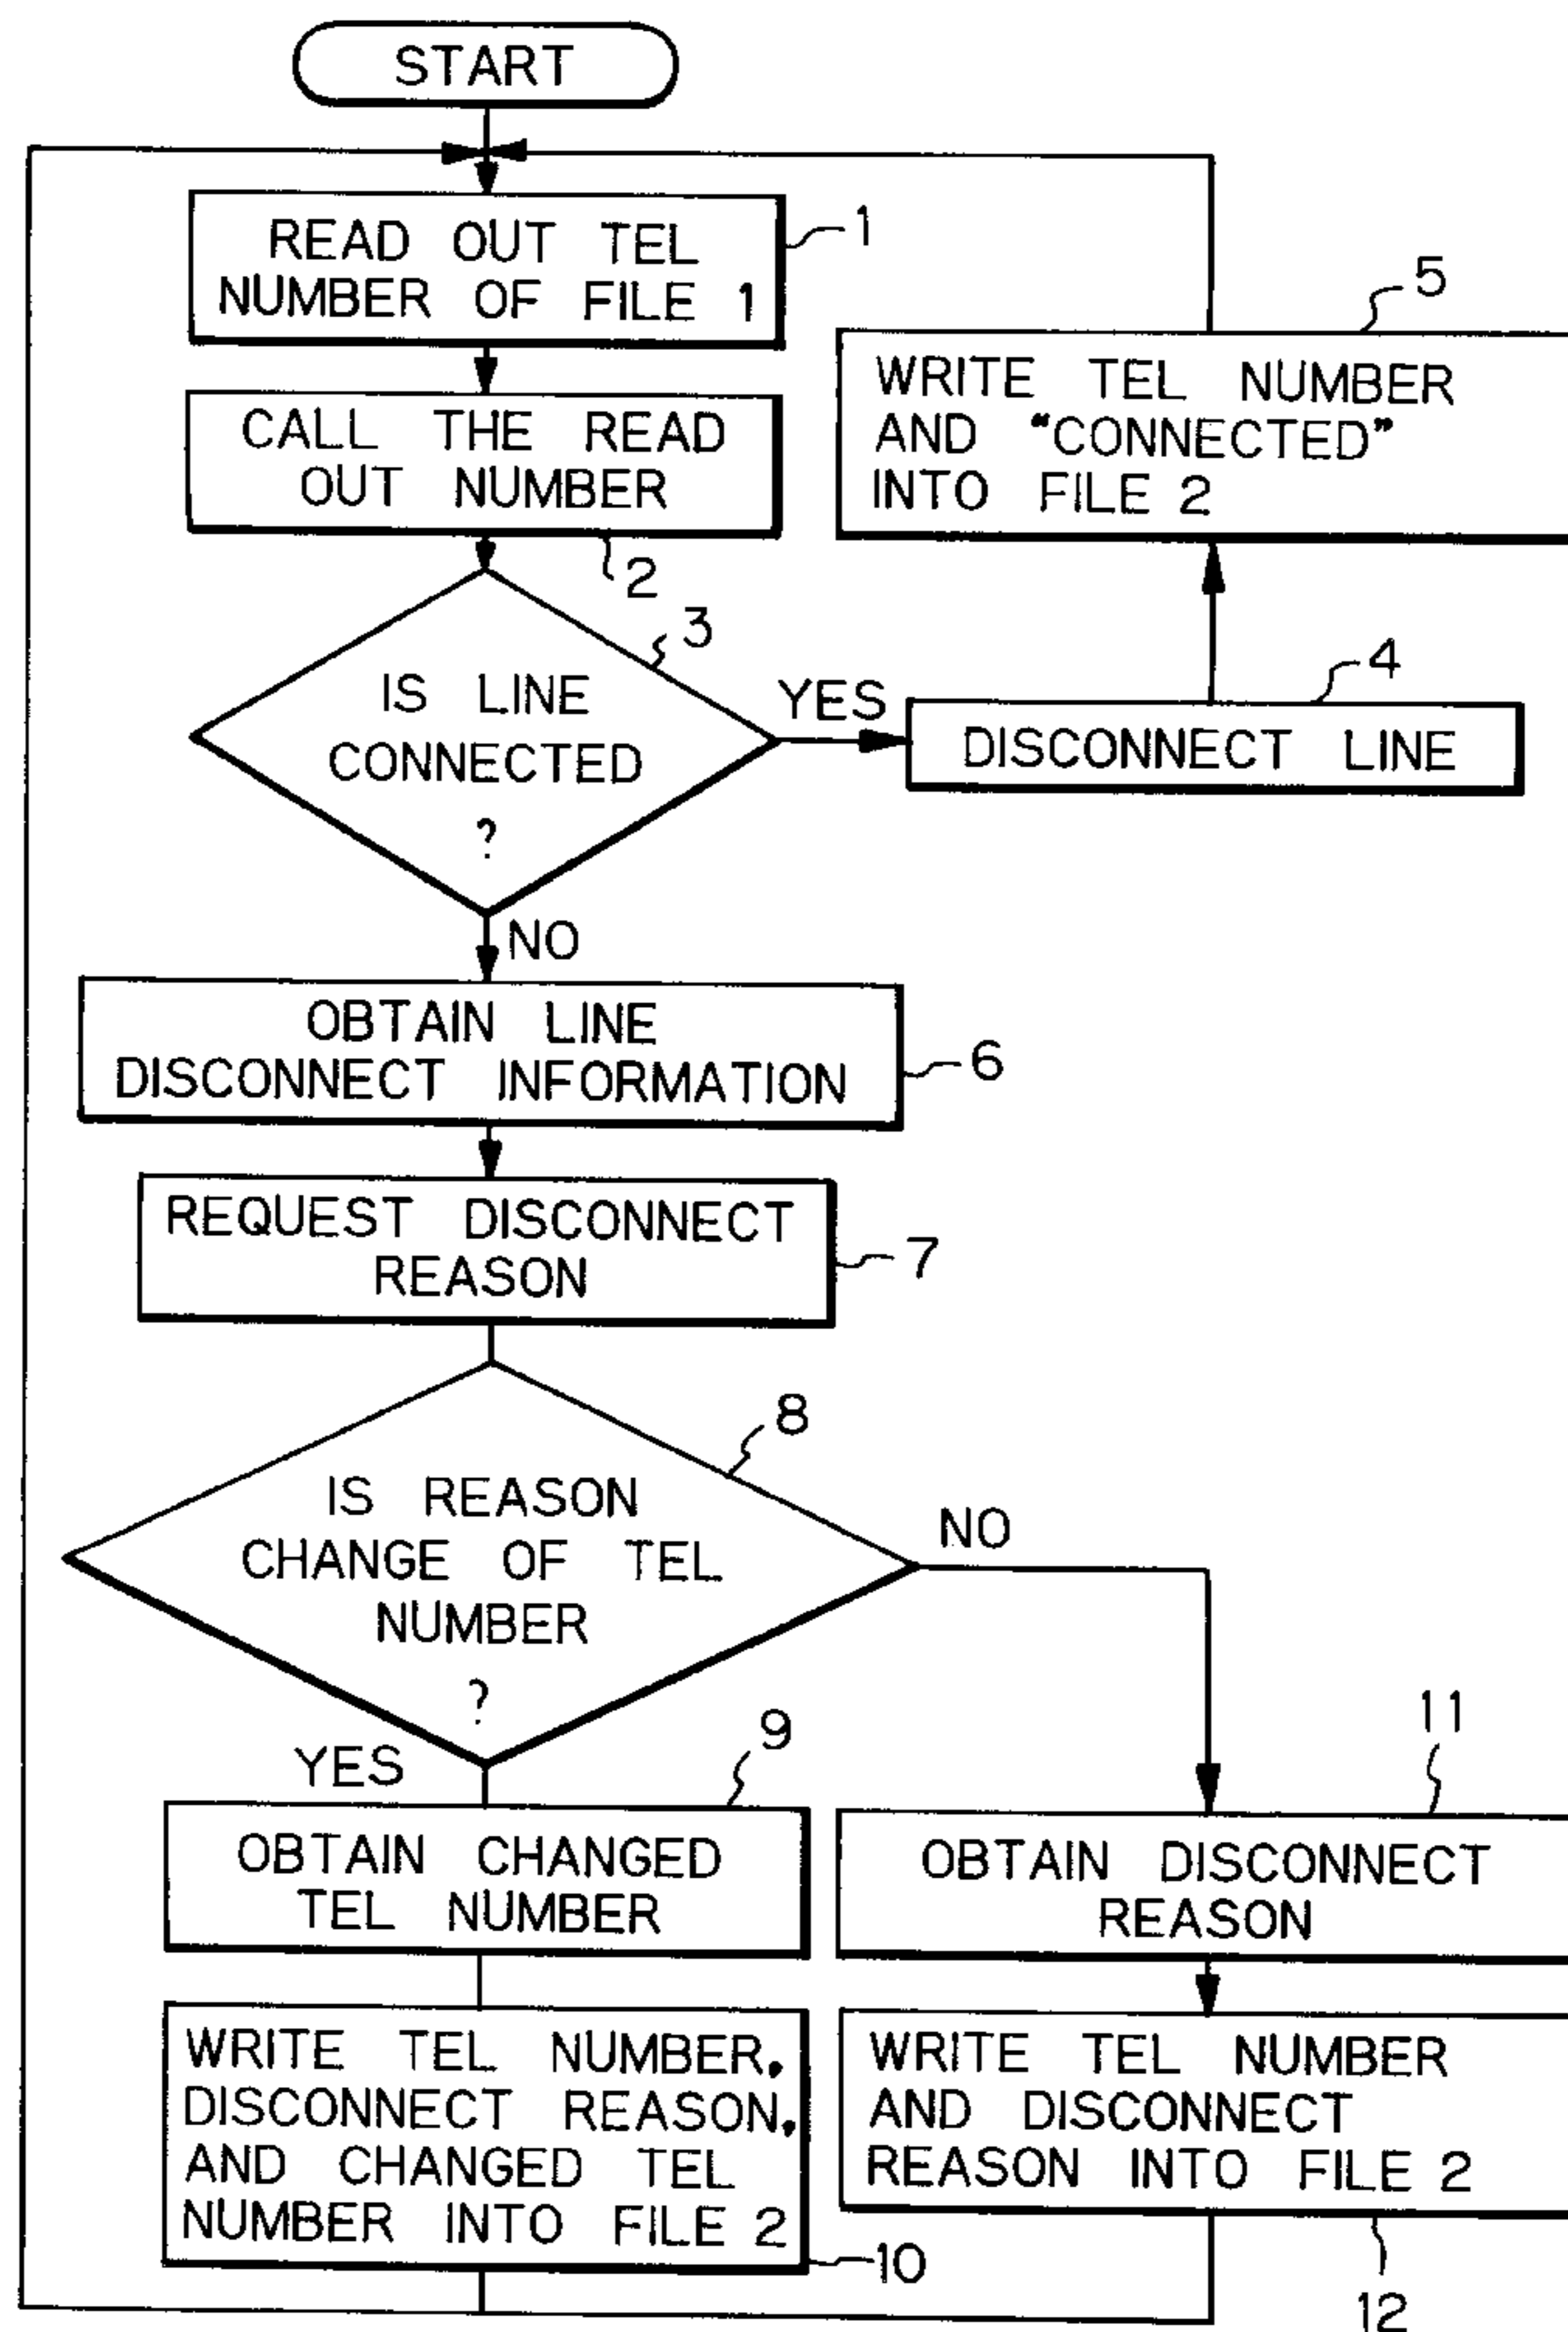 START
READ OUT TEL
NUMBER OF FILE 1
1
CALL THE READ
OUT NUMBER
2
IS LINE
CONNECTED
?
3
YES
DISCONNECT LINE
4
WRITE TEL NUMBER
AND "CONNECTED"
INTO FILE 2
5
NO
OBTAIN LINE
DISCONNECT INFORMATION
6
REQUEST DISCONNECT
REASON
7
IS REASON
CHANGE OF TEL
NUMBER
?
8
NO
YES
OBTAIN CHANGED
TEL NUMBER
9
WRITE TEL NUMBER,
DISCONNECT REASON,
AND CHANGED TEL
NUMBER INTO FILE 2
10
OBTAIN DISCONNECT
REASON
11
WRITE TEL NUMBER
AND DISCONNECT
REASON INTO FILE 2
12